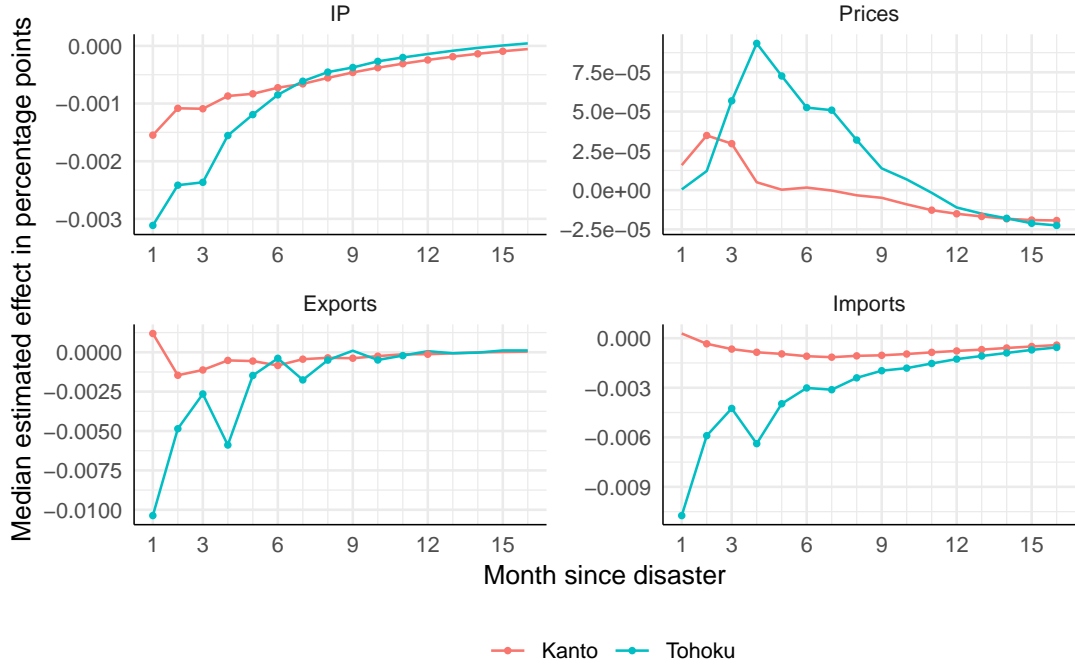 IP
Prices
Median estimated effect in percentage points
0.000
−0.001
−0.002
−0.003
1 3 6 9 12 15
7.5e−05
5.0e−05
2.5e−05
0.0e+00
−2.5e−05
1 3 6 9 12 15
Exports
Imports
0.0000
−0.0025
−0.0050
−0.0075
−0.0100
1 3 6 9 12 15
0.000
−0.003
−0.006
−0.009
1 3 6 9 12 15
Month since disaster
Kanto Tohoku